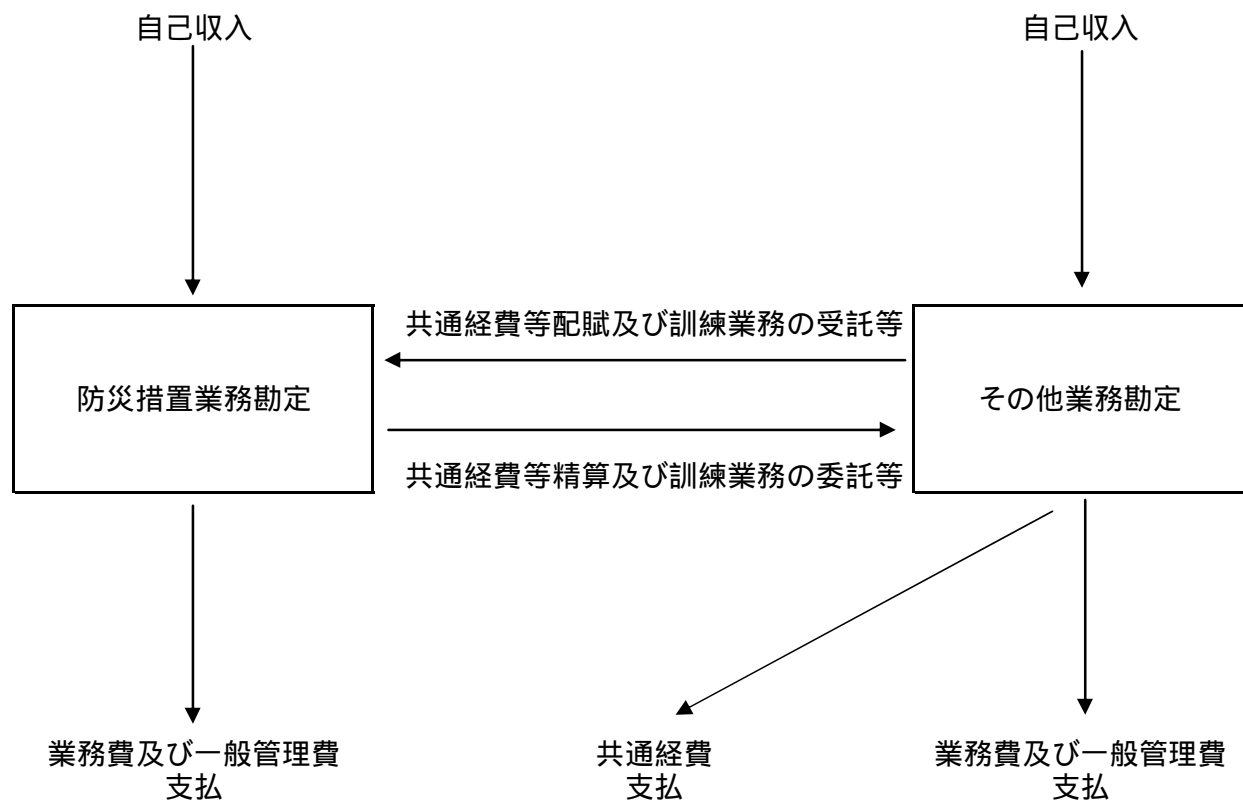 自己収入
自己収入
共通経費等配賦及び訓練業務の受託等
防災措置業務勘定
その他業務勘定
共通経費等精算及び訓練業務の委託等
業務費及び一般管理費
支払
共通経費
支払
業務費及び一般管理費
支払